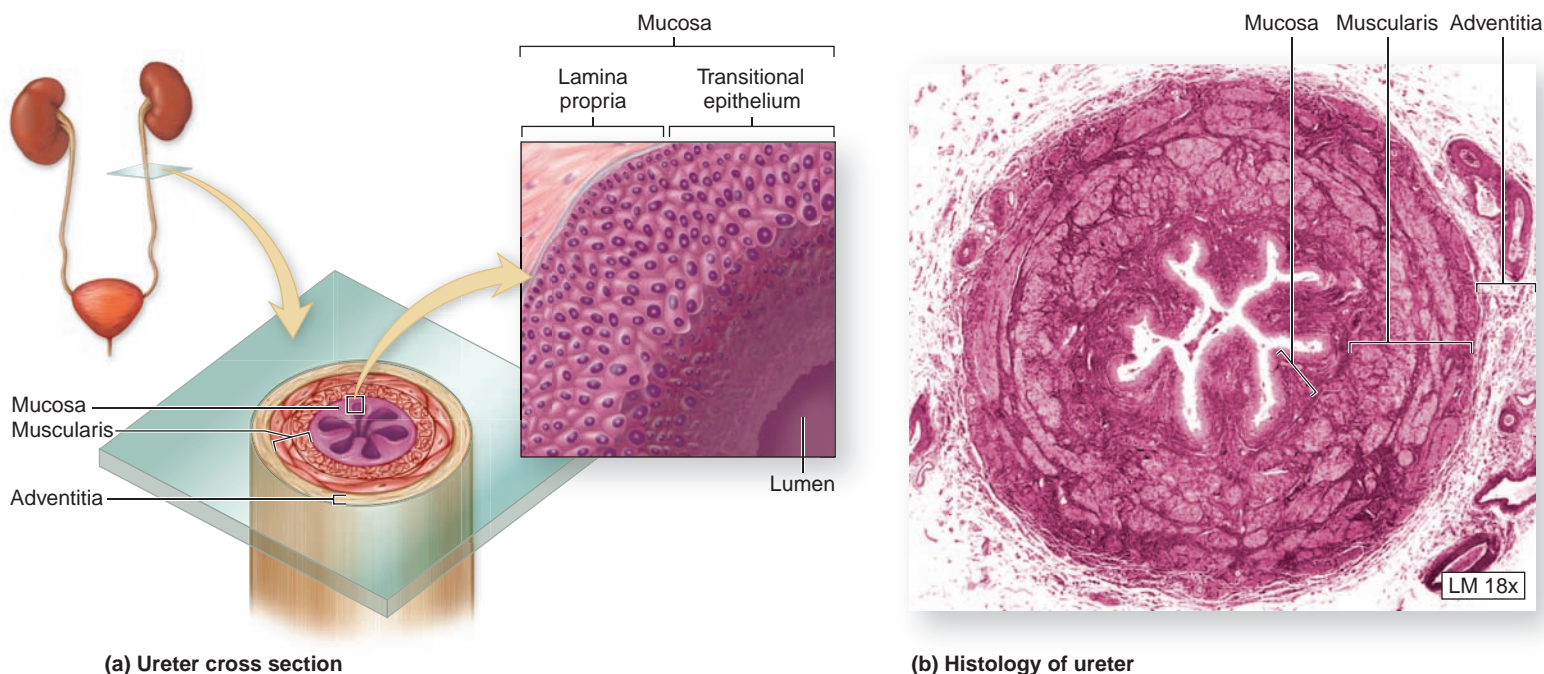 Mucosa
Lamina
propria
Transitional
epithelium
Lumen
Mucosa
Muscularis
Adventitia
(a) Ureter cross section
Mucosa
Muscularis
Adventitia
LM 18x
(b) Histology of ureter